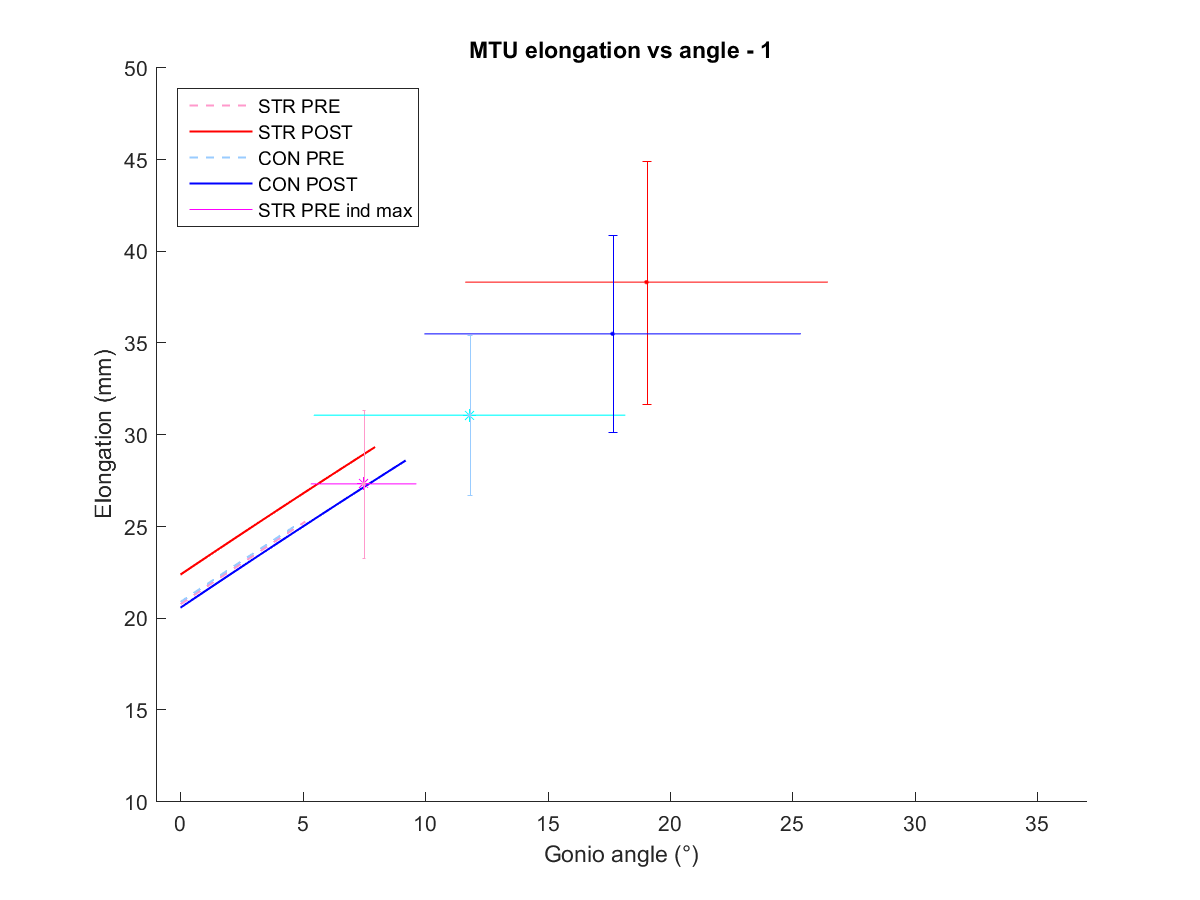 MTU elongation vs angle - 1
50
45
40
35
30
25
20
15
10
Elongation (mm)
STR PRE
STR POST
CON PRE
CON POST
STR PRE ind max
0 5 10 15 20 25 30 35
Gonio angle (°)